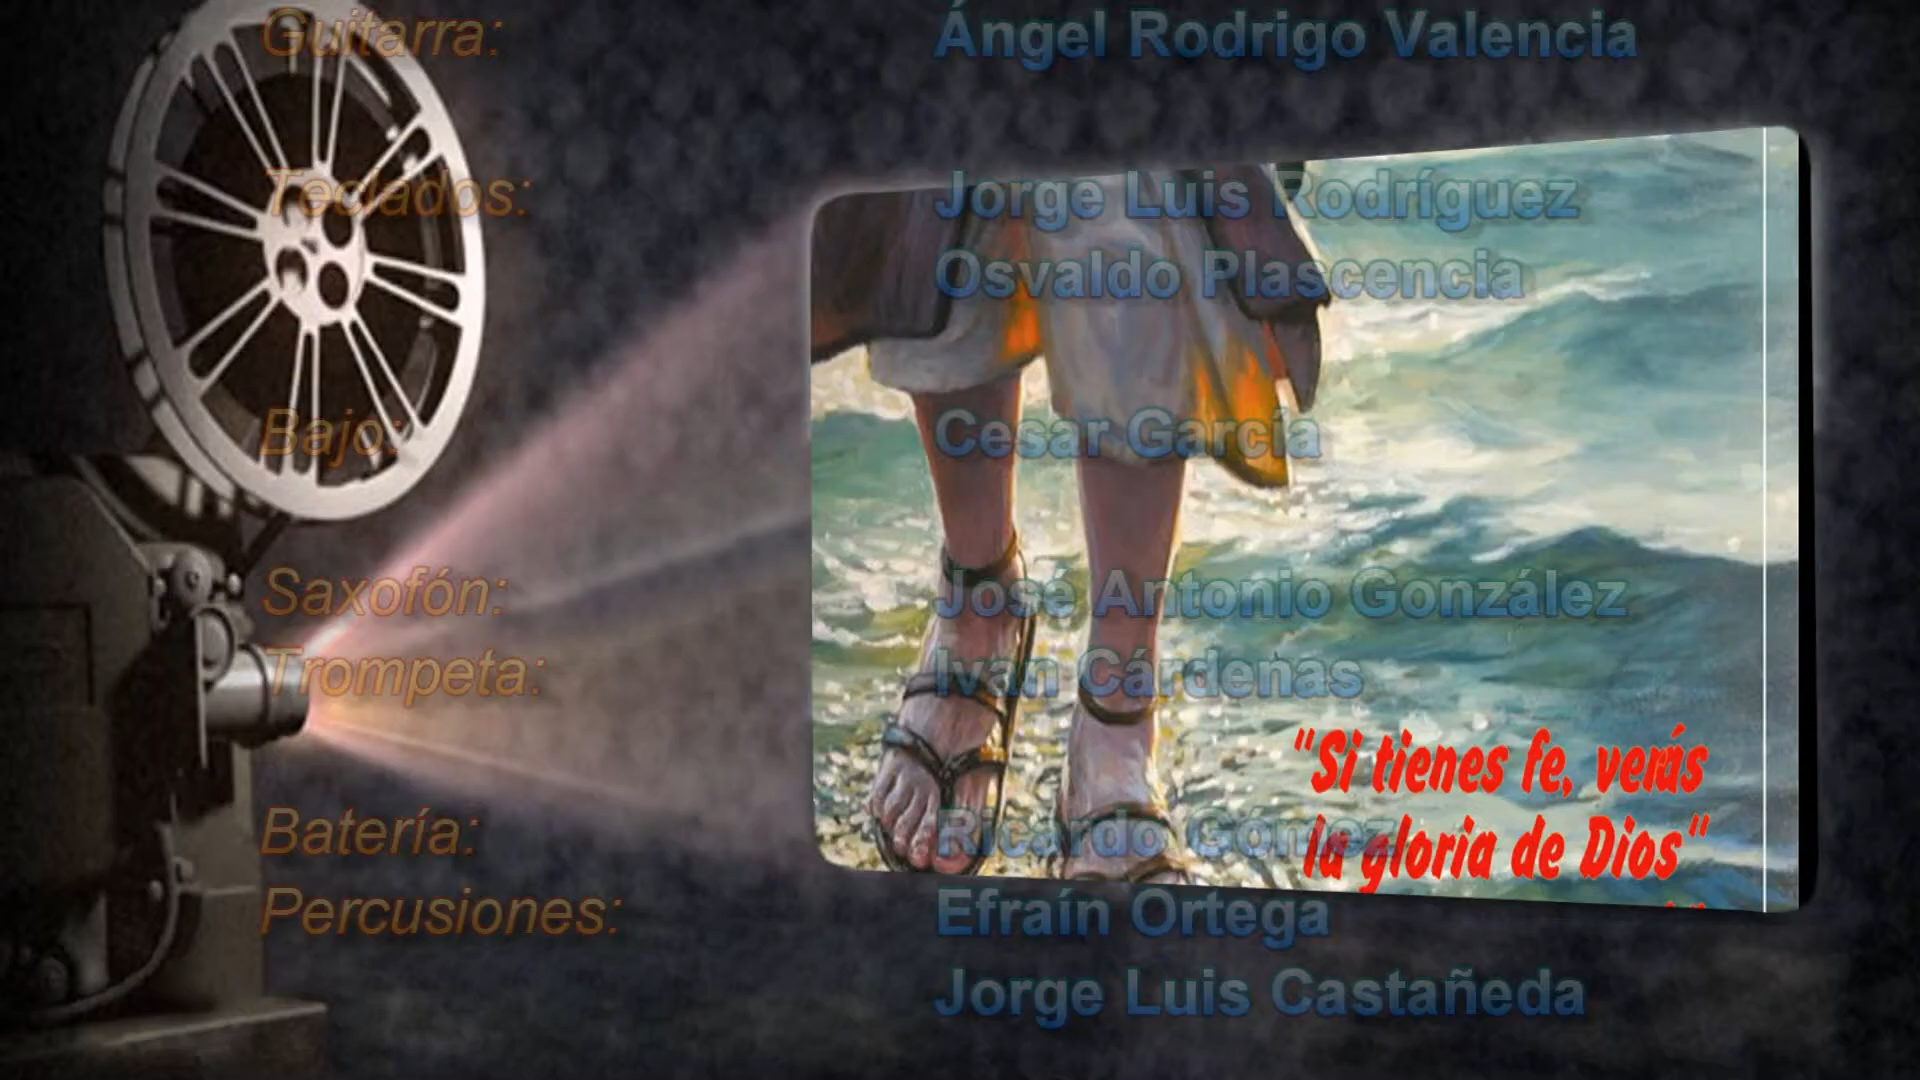 Guitarra: Ángel Rodrigo Valencia
Teclados: Jorge Luis Rodríguez
Osvaldo Plascencia
Bajo: Cesar García
Saxofón: José Antonio González
Trompeta: Iván Cárdenas
"Si tienes fe, verás
la gloria de Dios"
Batería: Ricardo Gómez
Percusiones: Efraín Ortega
Jorge Luis Castañeda